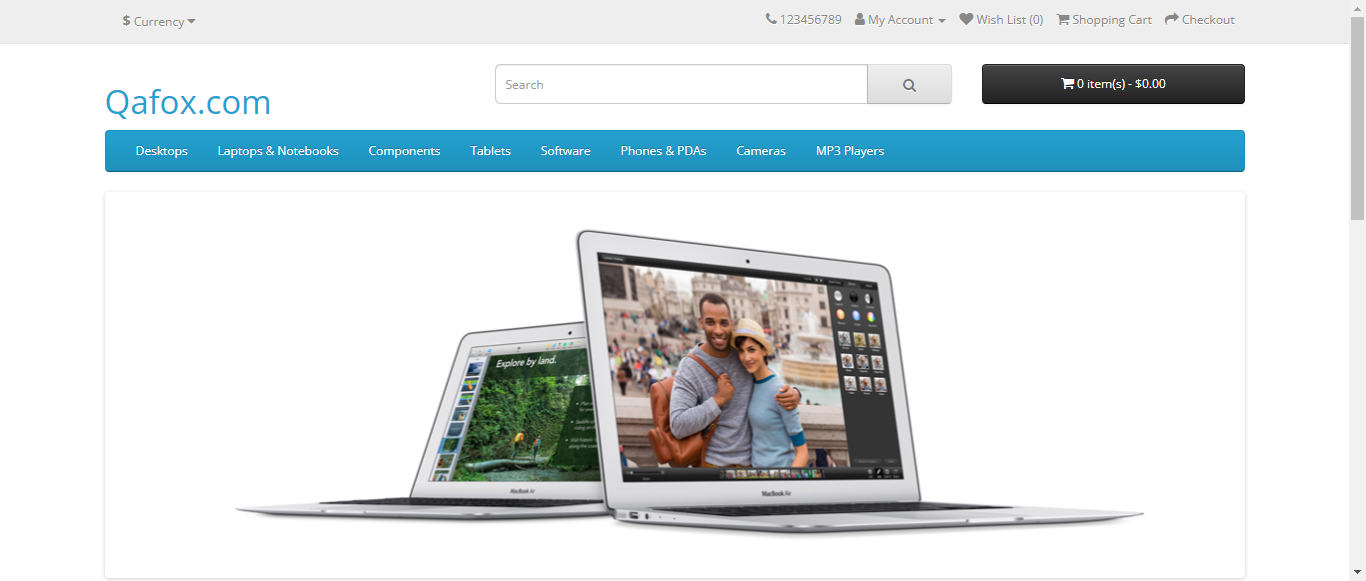 $ Currency
123456789 My Account Wish List (0) Shopping Cart Checkout
Qafox.com
Search
0 item(s) - $0.00
Desktops Laptops & Notebooks Components Tablets Software Phones & PDAs Cameras MP3 Players
Explore by land.
MacBook Air
MacBook Air